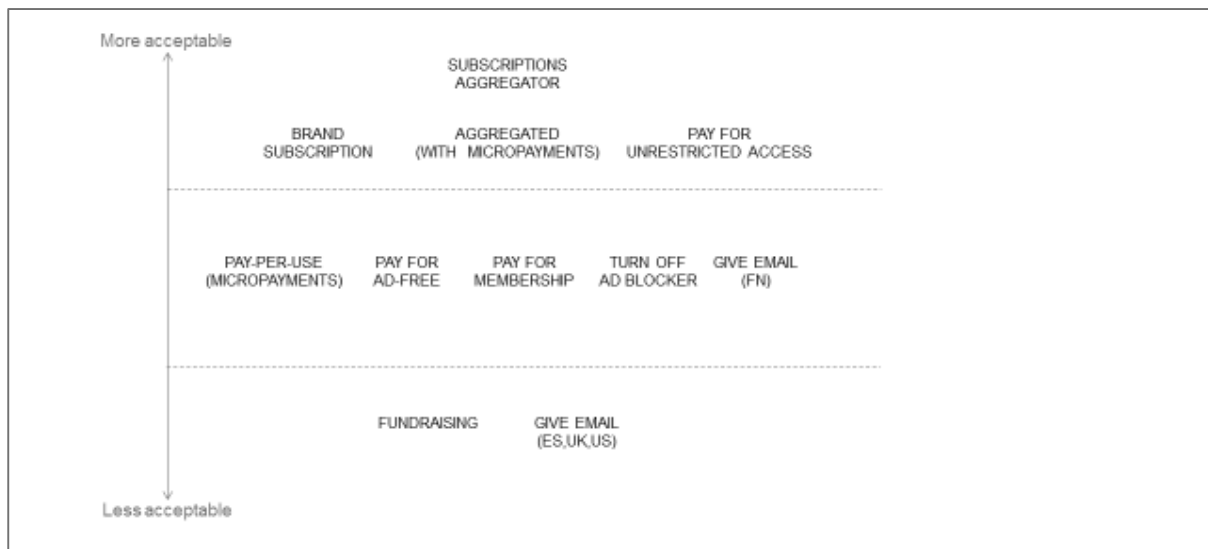 More acceptable
SUBSCRIPTIONS
AGGREGATOR
BRAND
SUBSCRIPTION
AGGREGATED
(WITH MICROPAYMENTS)
PAY FOR
UNRESTRICTED ACCESS
PAY-PER-USE
(MICROPAYMENTS)
PAY FOR
AD-FREE
PAY FOR
MEMBERSHIP
TURN OFF
AD BLOCKER
GIVE EMAIL
(FN)
FUNDRAISING
GIVE EMAIL
(ES,UK,US)
Less acceptable